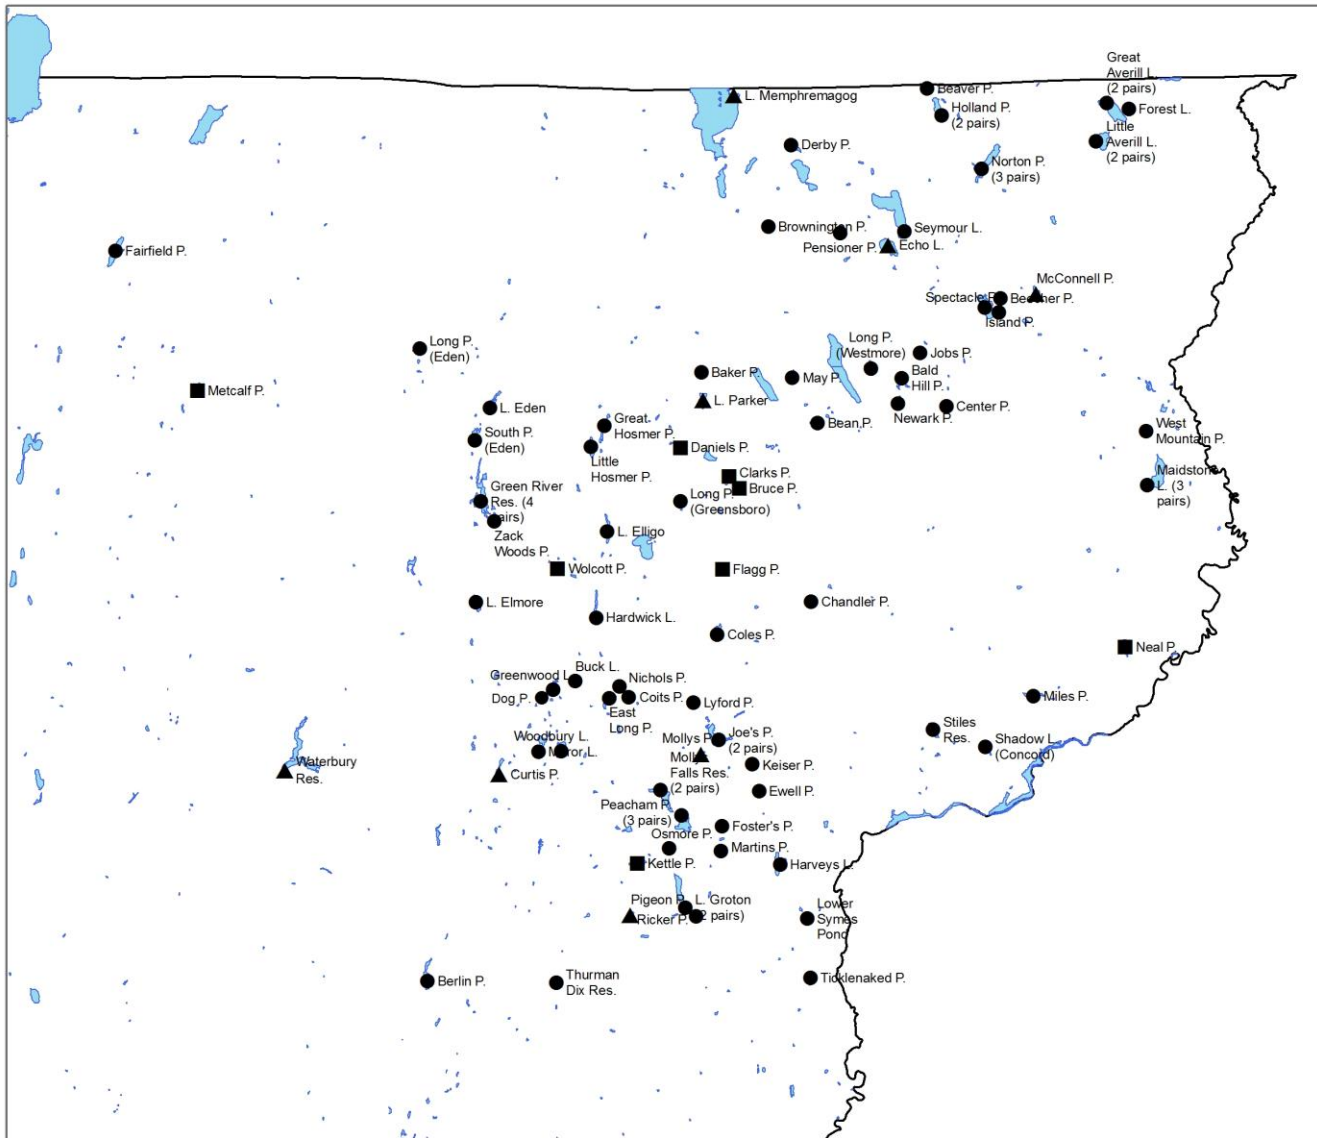 Great
Averill L.
(2 pairs)
Beaver P.
L. Memphremagog
Holland P.
(2 pairs)
Forest L.
Little
Averill L.
(2 pairs)
Derby P.
Norton P.
(3 pairs)
Brownington P.
Seymour L.
Pensioner P.
Echo L.
Fairfield P.
McConnell P.
Spectacle P.
Beecher P.
Island P.
Long P.
(Eden)
Long P.
(Westmore)
Jobs P.
Baker P.
May P.
Bald
Hill P.
Metcalf P.
L. Parker
L. Eden
Newark P.
Center P.
Great
Hosmer P.
Bean P.
South P.
(Eden)
West
Mountain P.
Daniels P.
Little
Hosmer P.
Clarks P.
Bruce P.
Maidstone
L. (3
pairs)
Green River
Res. (4
pairs)
Long P.
(Greensboro)
Zack
Woods P.
L. Elligo
Wolcott P.
Flagg P.
L. Elmore
Chandler P.
Hardwick L.
Coles P.
Neal P.
Buck L.
Greenwood L.
Nichols P.
Dog P.
Coits P.
Lyford P.
Miles P.
East
Long P.
Stiles
Res.
Woodbury L.
Mirror L.
Mollys P.
Joe's P.
(2 pairs)
Shadow L.
(Concord)
Molly
Falls Res.
(2 pairs)
Keiser P.
Waterbury
Res.
Curtis P.
Ewell P.
Peacham P.
(3 pairs)
Foster's P.
Osmore P.
Martins P.
Kettle P.
Harveys L.
Pigeon P.
L. Groton
(2 pairs)
Ricker P.
Lower
Symes
Pond
Berlin P.
Thurman
Dix Res.
Ticklenaked P.